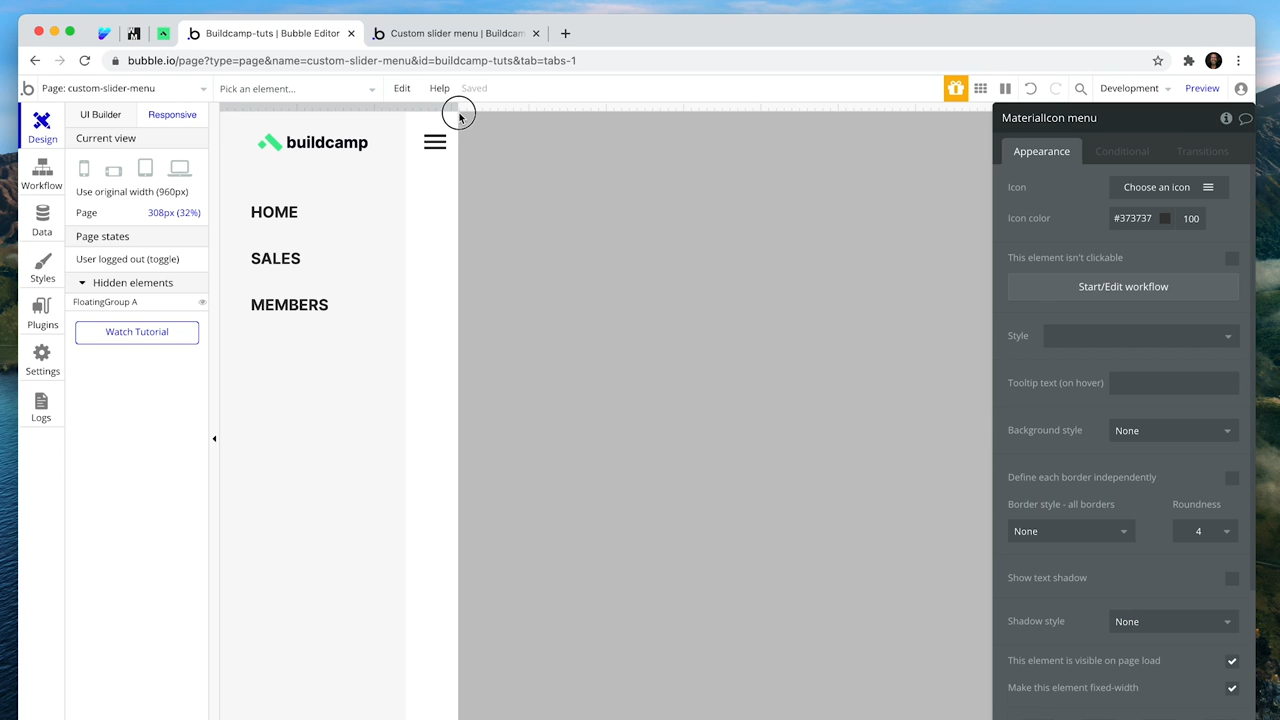 Buildcamp-tuts | Bubble Editor
Custom slider menu | Buildcam
bubble.io/page?type=page&name=custom-slider-menu&id=buildcamp-tuts&tab=tabs-1
Page: custom-slider-menu
Pick an element...
Edit
Help
Saved
Development
Preview
Design
Workflow
Data
Styles
Plugins
Settings
Logs
UI Builder
Responsive
Current view
Use original width (960px)
Page
308px (32%)
Page states
User logged out (toggle)
Hidden elements
FloatingGroup A
Watch Tutorial
buildcamp
HOME
SALES
MEMBERS
MaterialIcon menu
Appearance
Conditional
Transitions
Icon
Choose an icon
Icon color
#373737
100
This element isn't clickable
Start/Edit workflow
Style
Tooltip text (on hover)
Background style
None
Define each border independently
Border style - all borders
Roundness
None
4
Show text shadow
Shadow style
None
This element is visible on page load
Make this element fixed-width